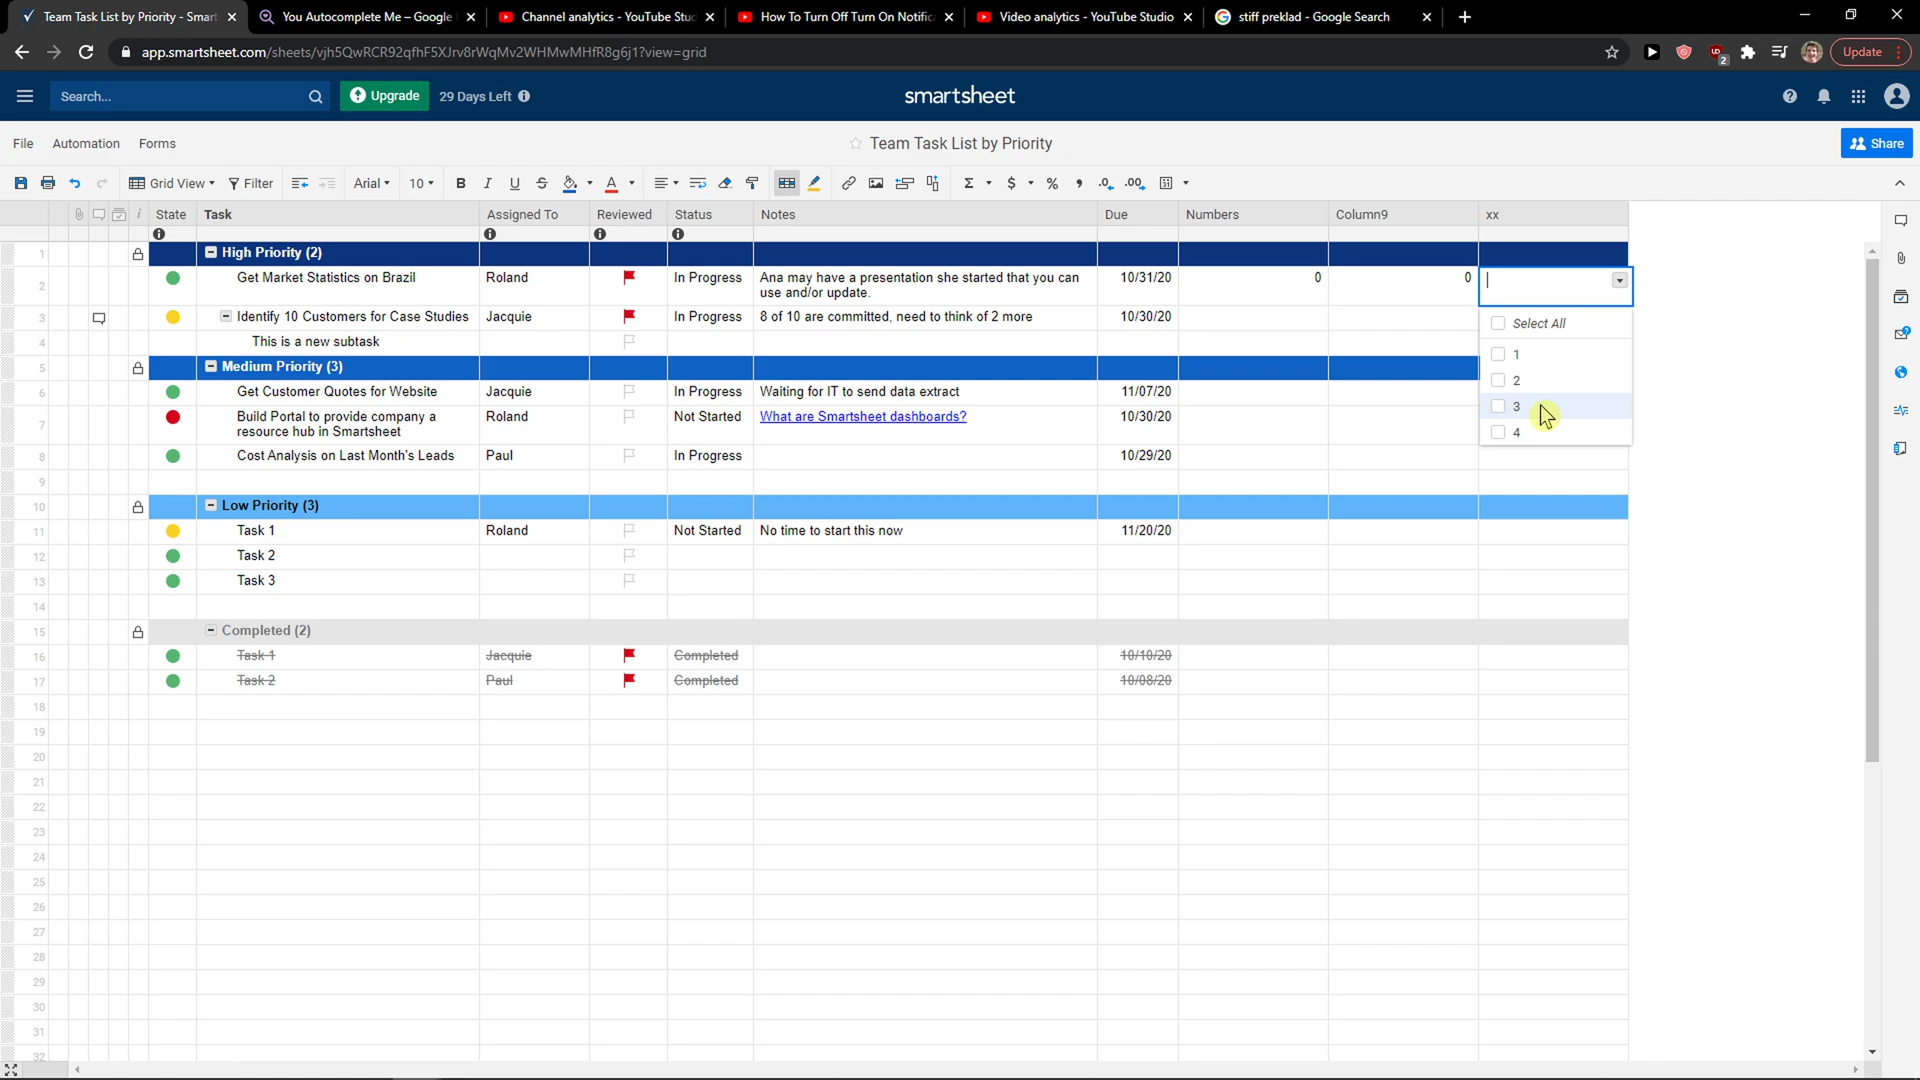 Team Task List by Priority - Smart
You Autocomplete Me – Google
Channel analytics - YouTube Stu
How To Turn Off Turn On Notific
Video analytics - YouTube Studio
stiff preklad - Google Search
app.smartsheet.com/sheets/vjh5QwRCR92qfhF5XJrv8rWqMv2WHMwMHfR8g6j1?view=grid
2
Update
Search...
Upgrade
29 Days Left
smartsheet
File
Automation
Forms
Team Task List by Priority
Share
Grid View
Filter
Arial
10
State
Task
Assigned To
Reviewed
Status
Notes
Due
Numbers
Column9
xx
1 High Priority (2)
2 Get Market Statistics on Brazil Roland In Progress Ana may have a presentation she started that you can 10/31/20 0 0
use and/or update.
3 Identify 10 Customers for Case Studies Jacquie In Progress 8 of 10 are committed, need to think of 2 more 10/30/20
Select All
4 This is a new subtask
1
5 Medium Priority (3)
2
6 Get Customer Quotes for Website Jacquie In Progress Waiting for IT to send data extract 11/07/20
3
7 Build Portal to provide company a Roland Not Started What are Smartsheet dashboards? 10/30/20
resource hub in Smartsheet
4
8 Cost Analysis on Last Month's Leads Paul In Progress 10/29/20
9
10 Low Priority (3)
11 Task 1 Roland Not Started No time to start this now 11/20/20
12 Task 2
13 Task 3
14
15 Completed (2)
16 Task 1 Jacquie Completed 10/10/20
17 Task 2 Paul Completed 10/08/20
18
19
20
21
22
23
24
25
26
27
28
29
30
31
32